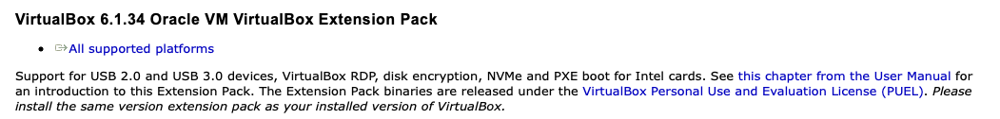 VirtualBox 6.1.34 Oracle VM VirtualBox Extension Pack
• All supported platforms
Support for USB 2.0 and USB 3.0 devices, VirtualBox RDP, disk encryption, NVMe and PXE boot for Intel cards. See this chapter from the User Manual for
an introduction to this Extension Pack. The Extension Pack binaries are released under the VirtualBox Personal Use and Evaluation License (PUEL). Please
install the same version extension pack as your installed version of VirtualBox.